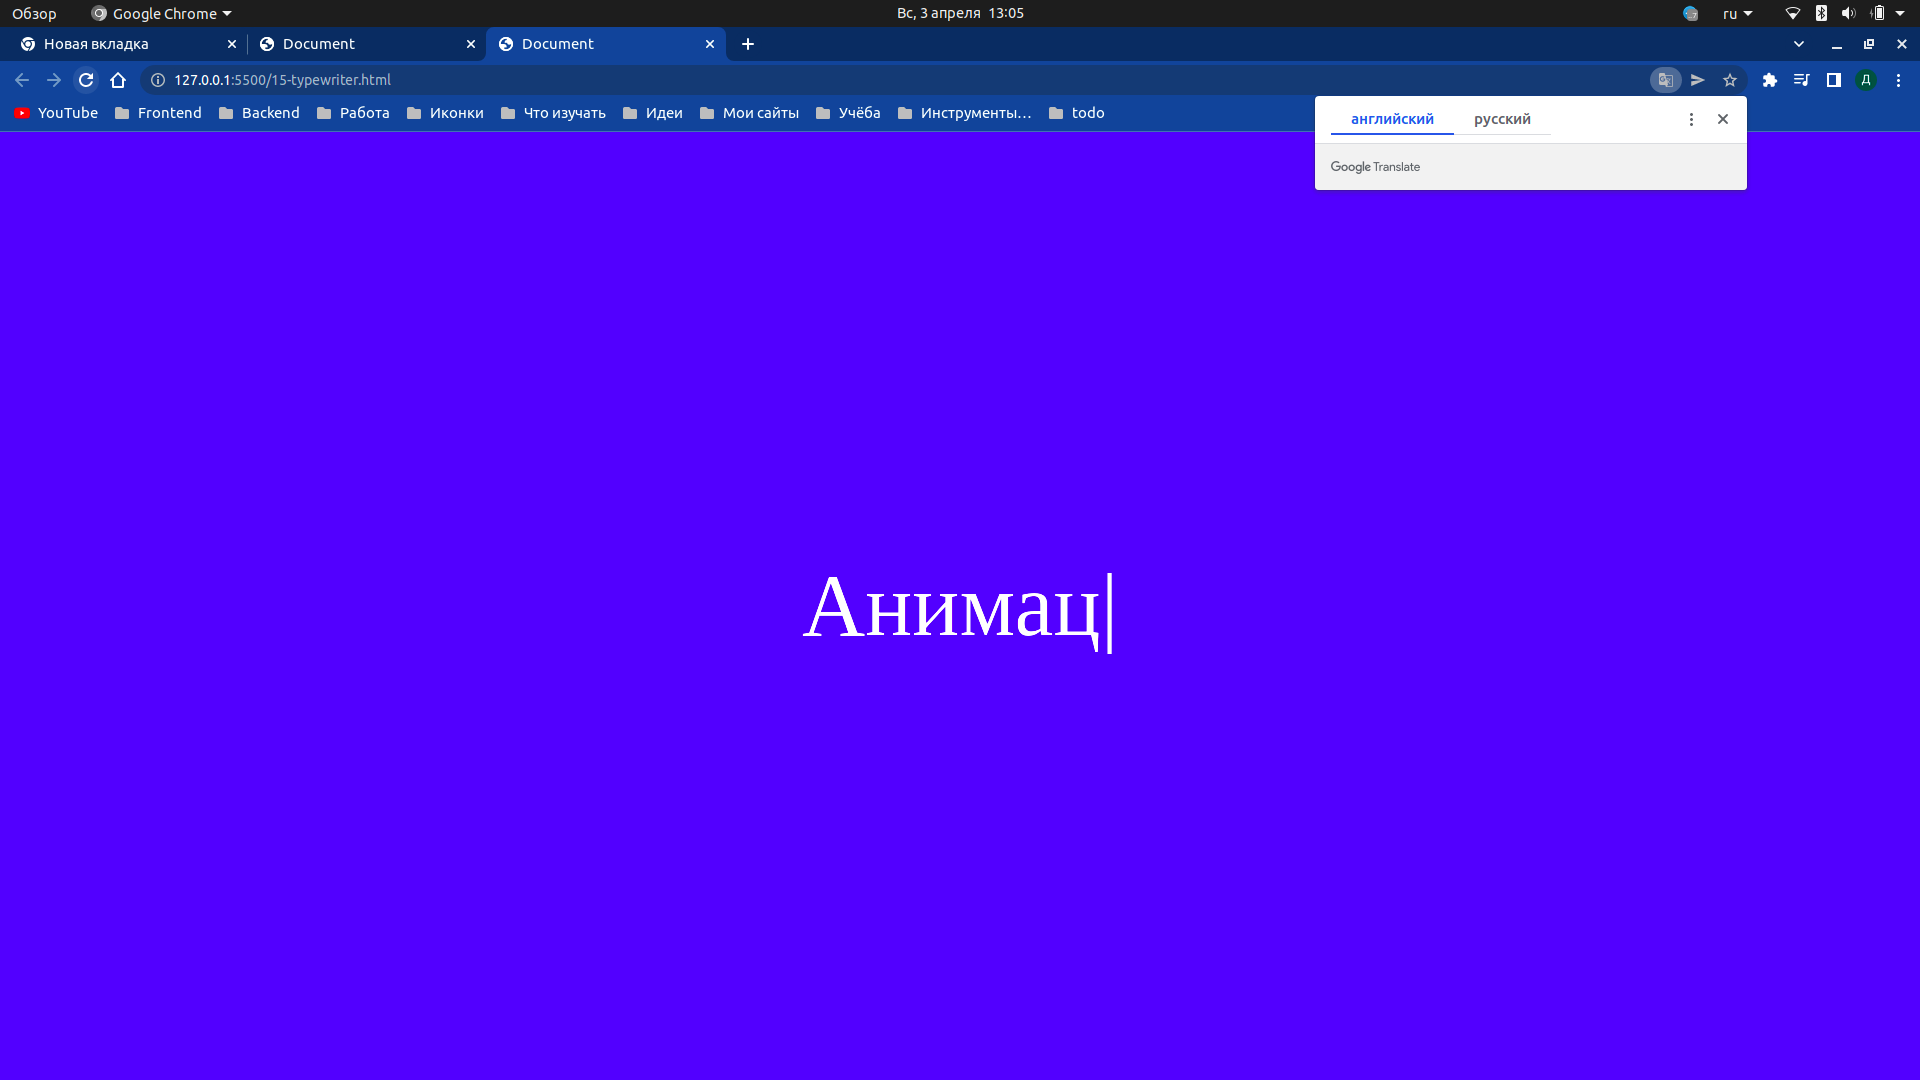 Обзор Google Chrome Вс, 3 апреля 13:05 ru
Новая вкладка Document Document
127.0.0.1:5500/15-typewriter.html Д
YouTube Frontend Backend Работа Иконки Что изучать Идеи Мои сайты Учёба Инструменты… todo
английский русский
Google Translate
Анимац